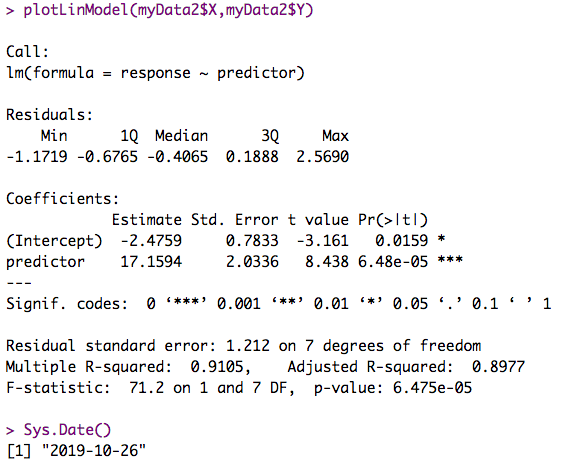 > plotLinModel(myData2$X,myData2$Y)
Call:
lm(formula = response ~ predictor)
Residuals:
    Min      1Q  Median      3Q     Max
-1.1719 -0.6765 -0.4065  0.1888  2.5690
Coefficients:
            Estimate Std. Error t value Pr(>|t|)
(Intercept)  -2.4759     0.7833  -3.161   0.0159 *
predictor    17.1594     2.0336   8.438 6.48e-05 ***
---
Signif. codes:  0 ‘***’ 0.001 ‘**’ 0.01 ‘*’ 0.05 ‘.’ 0.1 ‘ ’ 1
Residual standard error: 1.212 on 7 degrees of freedom
Multiple R-squared:  0.9105,    Adjusted R-squared:  0.8977
F-statistic:  71.2 on 1 and 7 DF,  p-value: 6.475e-05
> Sys.Date()
[1] "2019-10-26"